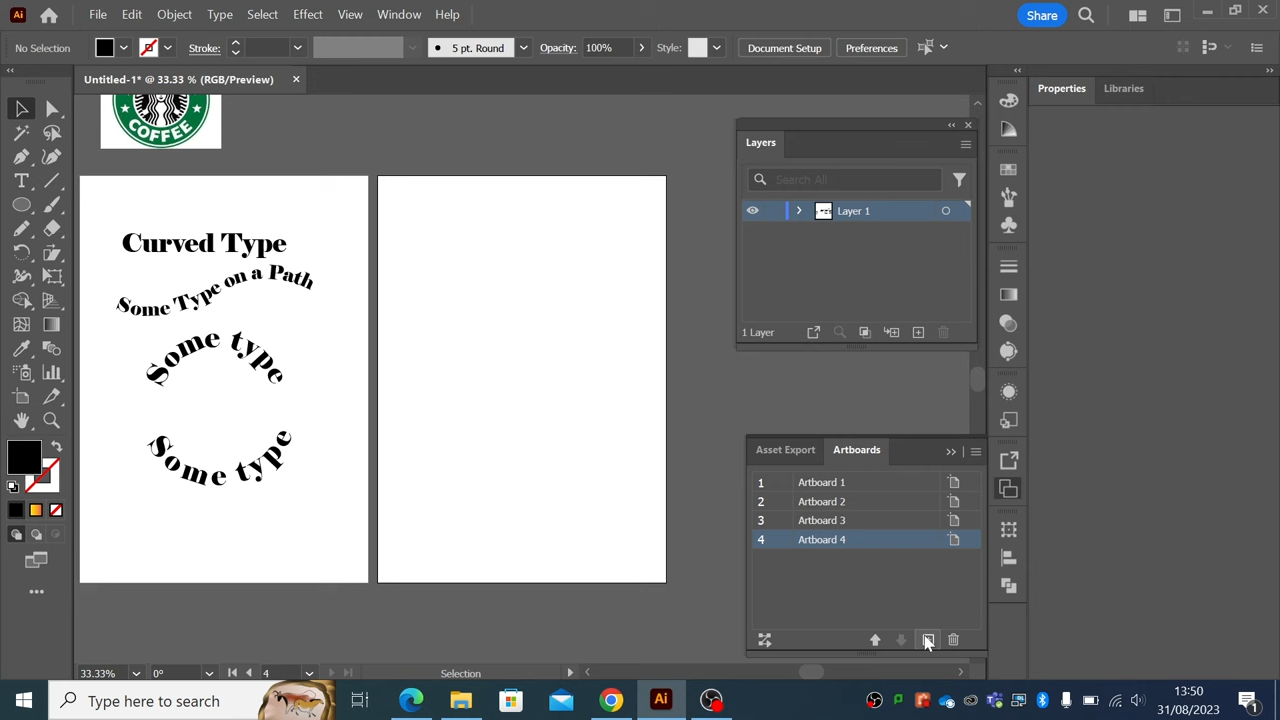 Ai File Edit Object Type Select Effect View Window Help Share
No Selection Stroke: 5 pt. Round Opacity: 100% Style: Document Setup Preferences
Untitled-1* @ 33.33 % (RGB/Preview)
Properties Libraries
COFFEE
Layers
Search All
Layer 1
1 Layer
Curved Type
Some Type on a Path
Some type
Some type
Asset Export Artboards
1 Artboard 1
2 Artboard 2
3 Artboard 3
4 Artboard 4
33.33% 0° 4 Selection
Type here to search
Ai
13:50
31/08/2023
1